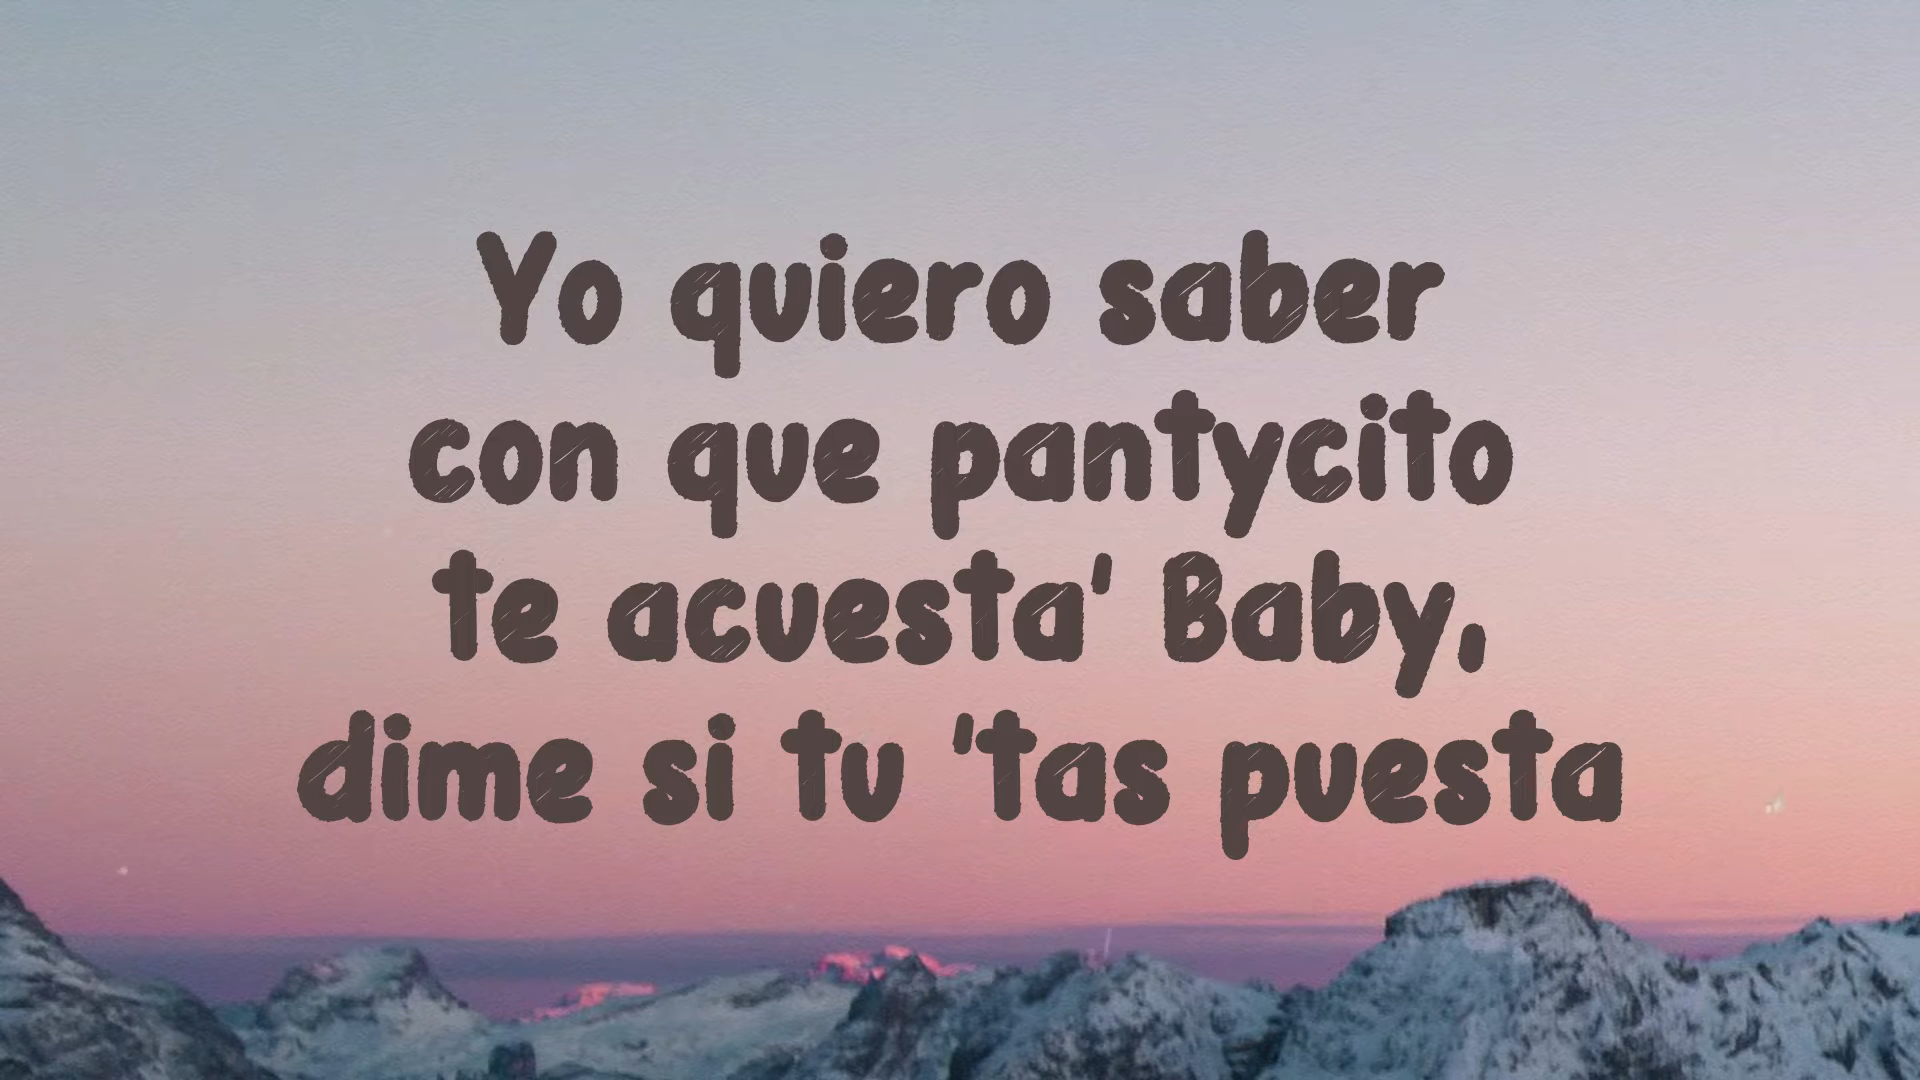 Yo quiero saber
con que pantycito
te acuesta' Baby,
dime si tu 'tas puesta